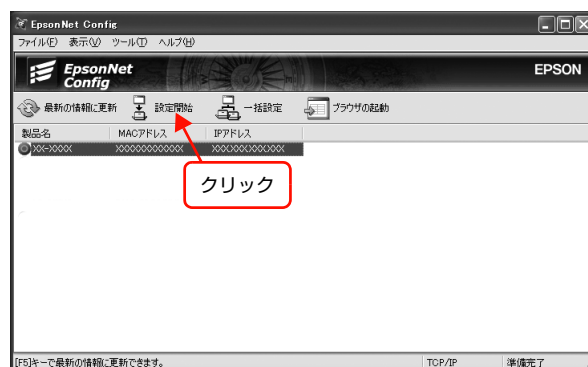 EpsonNet Config
ファイル(F) 表示(V) ツール(T) ヘルプ(H)
EpsonNet
Config
EPSON
最新の情報に更新 設定開始 一括設定 ブラウザの起動
製品名 MACアドレス IPアドレス
XX-XXXX XXXXXXXXXXXX XXX.XXX.XXX.XXX
クリック
[F5]キーで最新の情報に更新できます。 TCP/IP 準備完了